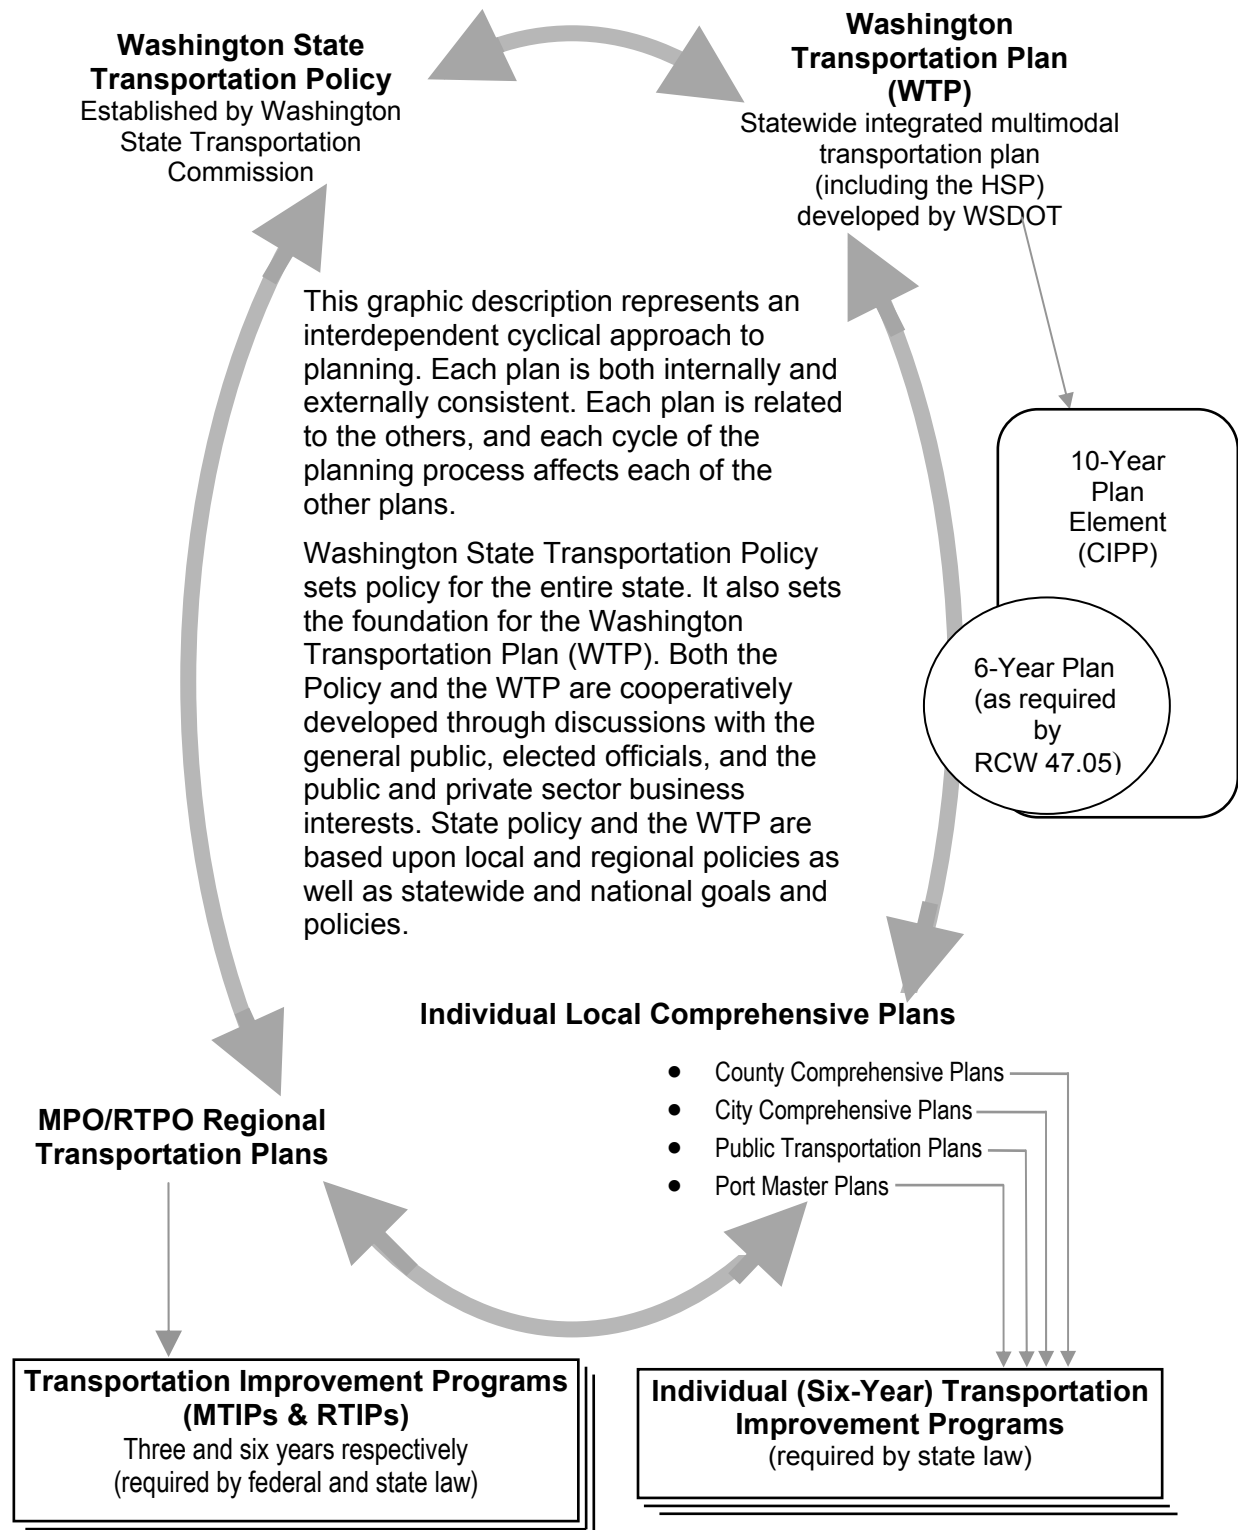 Washington State
Transportation Policy
Established by Washington
State Transportation
Commission
Washington
Transportation Plan
(WTP)
Statewide integrated multimodal
transportation plan
(including the HSP)
developed by WSDOT
This graphic description represents an
interdependent cyclical approach to
planning. Each plan is both internally and
externally consistent. Each plan is related
to the others, and each cycle of the
planning process affects each of the
other plans.
Washington State Transportation Policy
sets policy for the entire state. It also sets
the foundation for the Washington
Transportation Plan (WTP). Both the
Policy and the WTP are cooperatively
developed through discussions with the
general public, elected officials, and the
public and private sector business
interests. State policy and the WTP are
based upon local and regional policies as
well as statewide and national goals and
policies.
10-Year
Plan
Element
(CIPP)
6-Year Plan
(as required
by
RCW 47.05)
Individual Local Comprehensive Plans
● County Comprehensive Plans
● City Comprehensive Plans
● Public Transportation Plans
● Port Master Plans
MPO/RTPO Regional
Transportation Plans
Transportation Improvement Programs
(MTIPs & RTIPs)
Three and six years respectively
(required by federal and state law)
Individual (Six-Year) Transportation
Improvement Programs
(required by state law)